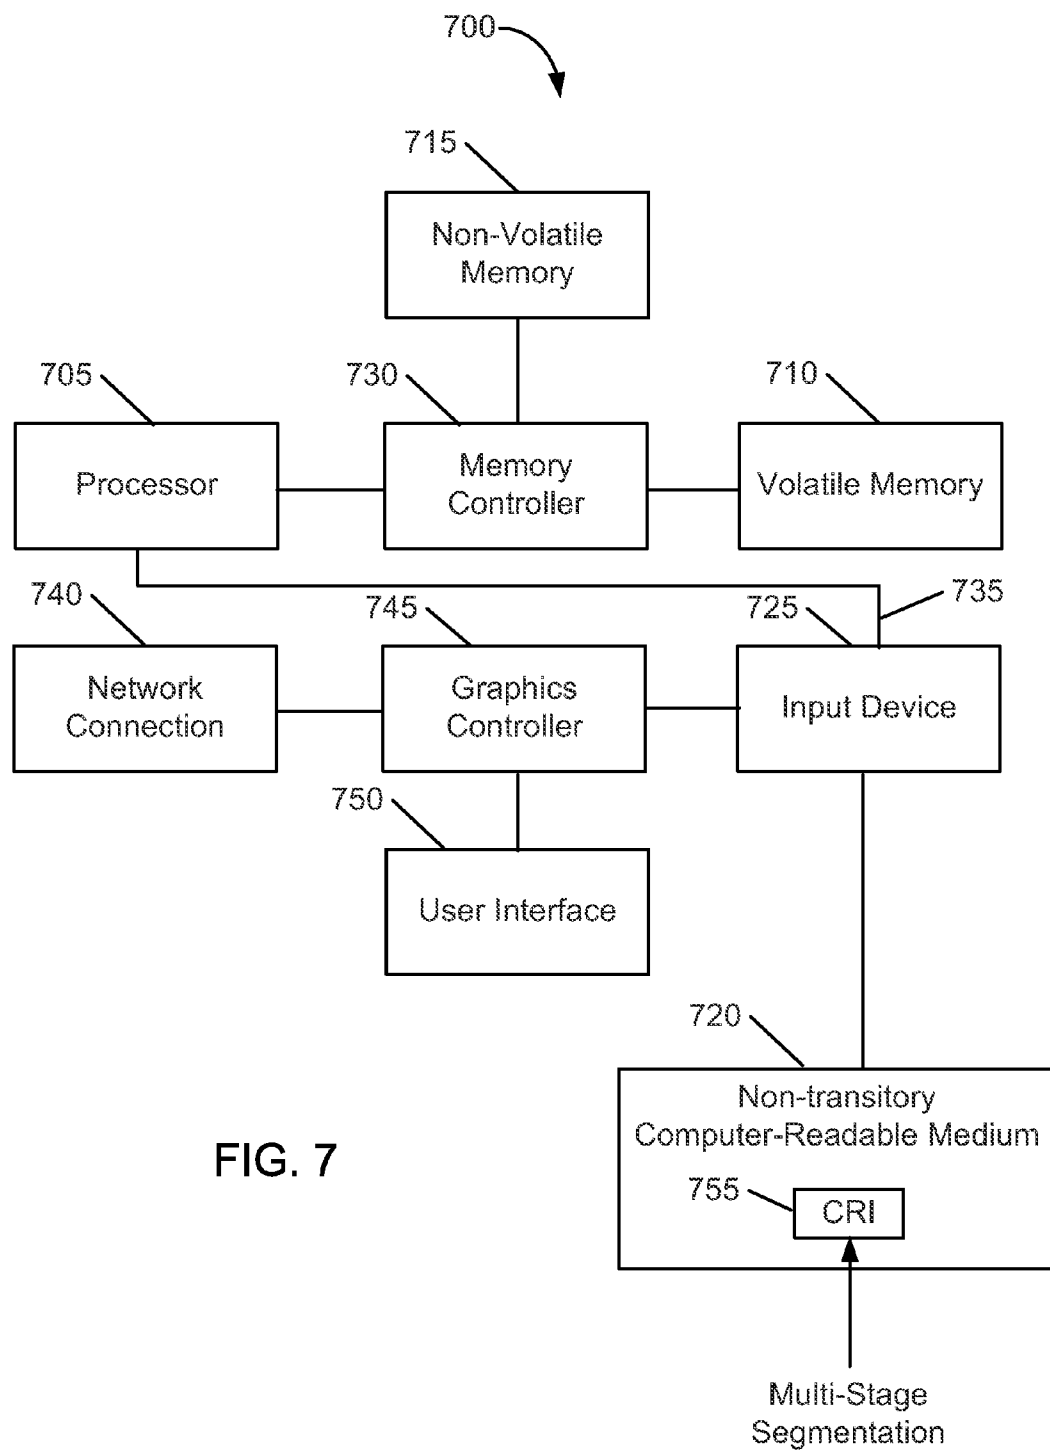 700
715
Non-Volatile
Memory
705
730
710
Processor
Memory
Controller
Volatile Memory
740
745
725
735
Network
Connection
Graphics
Controller
Input Device
750
User Interface
720
Non-transitory
Computer-Readable Medium
FIG. 7
755
CRI
Multi-Stage
Segmentation